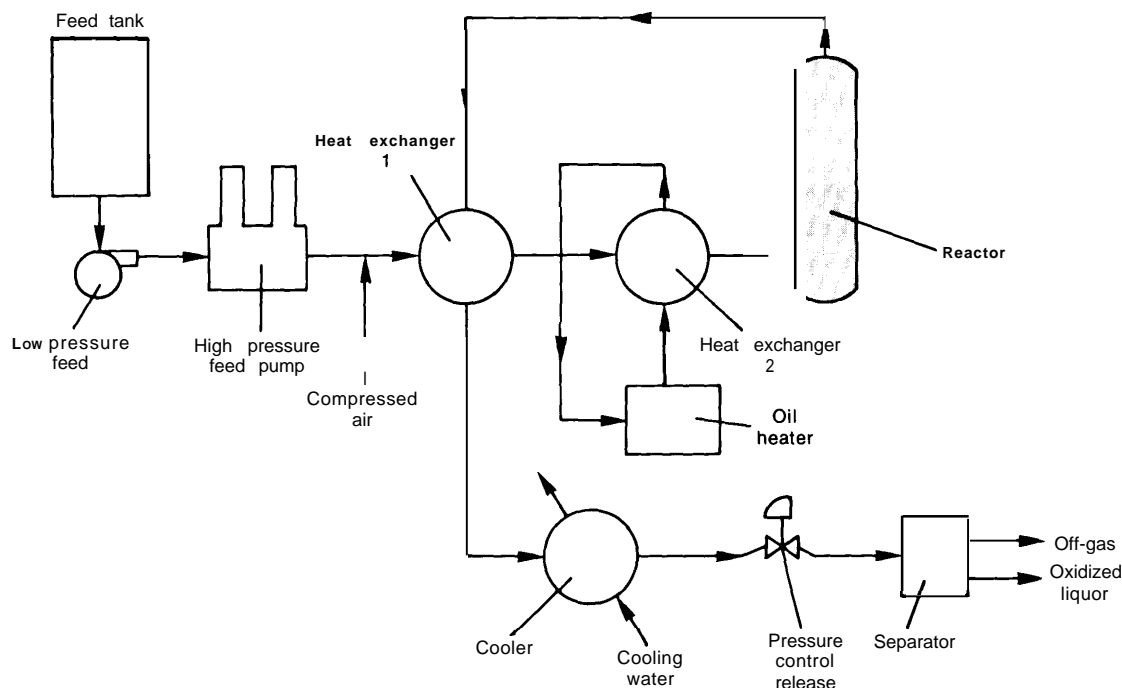 Feed tank
Heat exchanger
1
Reactor
Low pressure
feed
High pressure
feed pump
Compressed
air
Heat exchanger
2
Oil
heater
Off-gas
Oxidized
liquor
Cooler
Cooling
water
Pressure
control
release
Separator